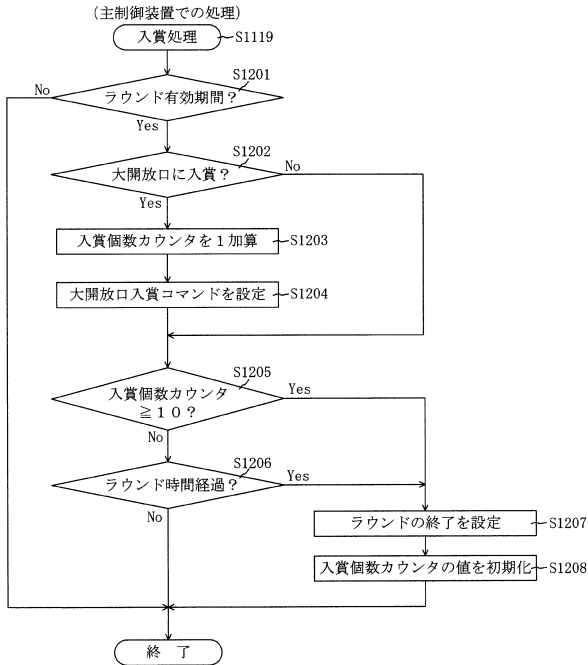 (主制御装置での処理)
入賞処理
S1119
S1201
ラウンド有効期間？
No
Yes
S1202
大開放口に入賞？
No
Yes
入賞個数カウンタを１加算
S1203
大開放口入賞コマンドを設定
S1204
S1205
入賞個数カウンタ
≧１０？
Yes
No
S1206
ラウンド時間経過？
Yes
No
ラウンドの終了を設定
S1207
入賞個数カウンタの値を初期化
S1208
終 了